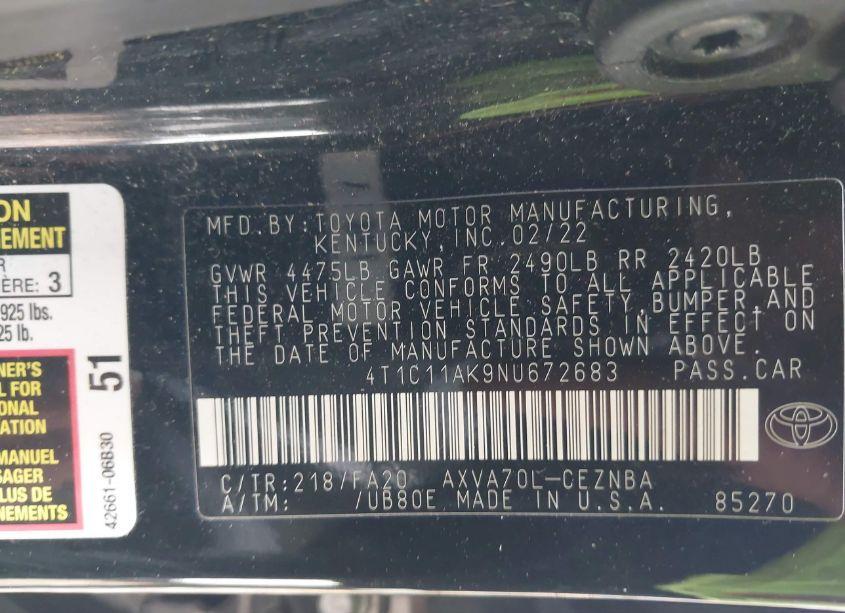 ON
EMENT
R
IÈRE: 3
925 lbs.
25 lb.
NER'S
L FOR
ONAL
ATION
MANUEL
SAGER
PLUS DE
NEMENTS
51
42661-06B30
MFD.BY:TOYOTA MOTOR MANUFACTURING,
KENTUCKY,INC.02/22
GVWR 4475LB GAWR FR 2490LB RR 2420LB
THIS VEHICLE CONFORMS TO ALL APPLICABLE
FEDERAL MOTOR VEHICLE SAFETY,BUMPER,AND
THEFT PREVENTION STANDARDS IN EFFECT ON
THE DATE OF MANUFACTURE SHOWN ABOVE.
4T1C11AK9NU672683 PASS.CAR
C/TR:218/FA20 AXVA70L-CEZNBA
A/TM: /UB80E MADE IN U.S.A. 85270